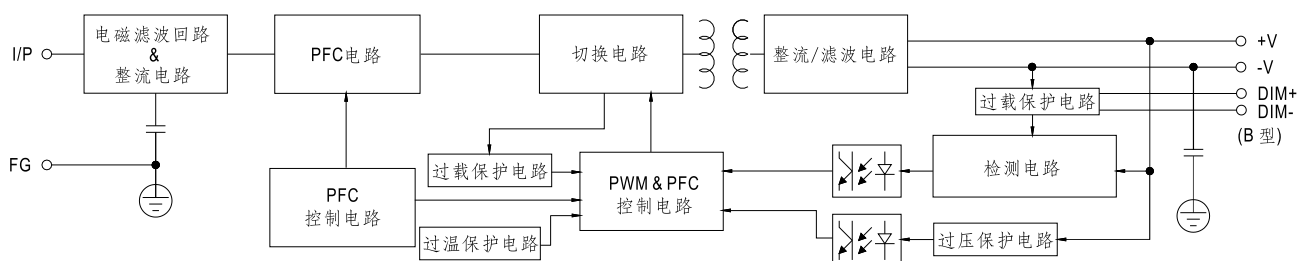 I/P
电磁滤波回路
&
整流电路
PFC电路
切换电路
整流/滤波电路
+V
-V
DIM+
DIM-
(B 型)
过载保护电路
检测电路
FG
过载保护电路
PFC
控制电路
PWM & PFC
控制电路
过温保护电路
过压保护电路